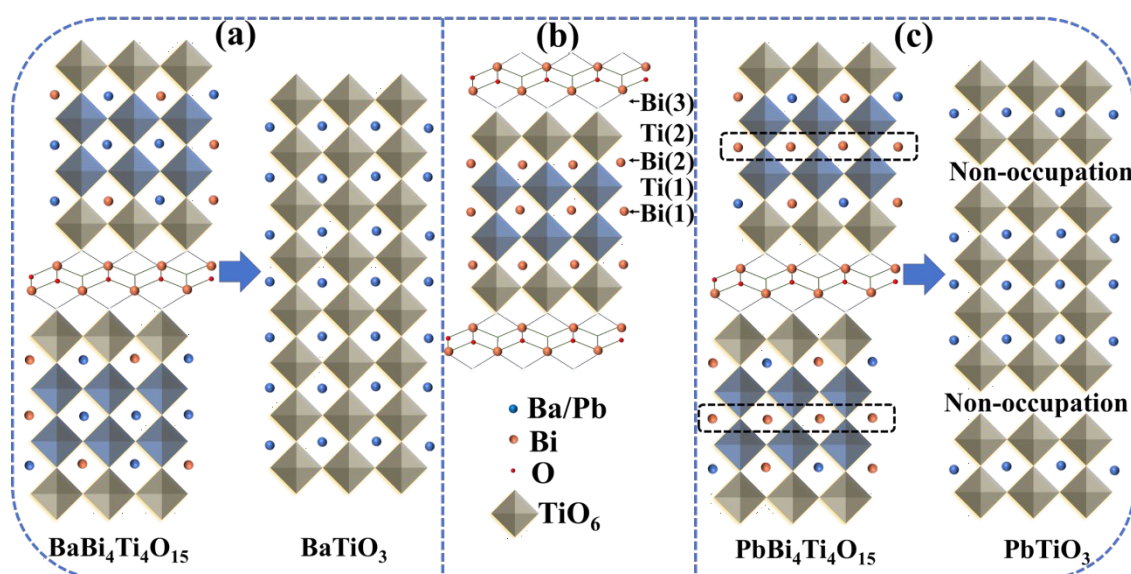 (a)
BaBi₄Ti₄O₁₅
BaTiO₃
(b)
Bi(3)
Ti(2)
Bi(2)
Ti(1)
Bi(1)
Ba/Pb
Bi
O
TiO₆
(c)
Non-occupation
Non-occupation
PbBi₄Ti₄O₁₅
PbTiO₃